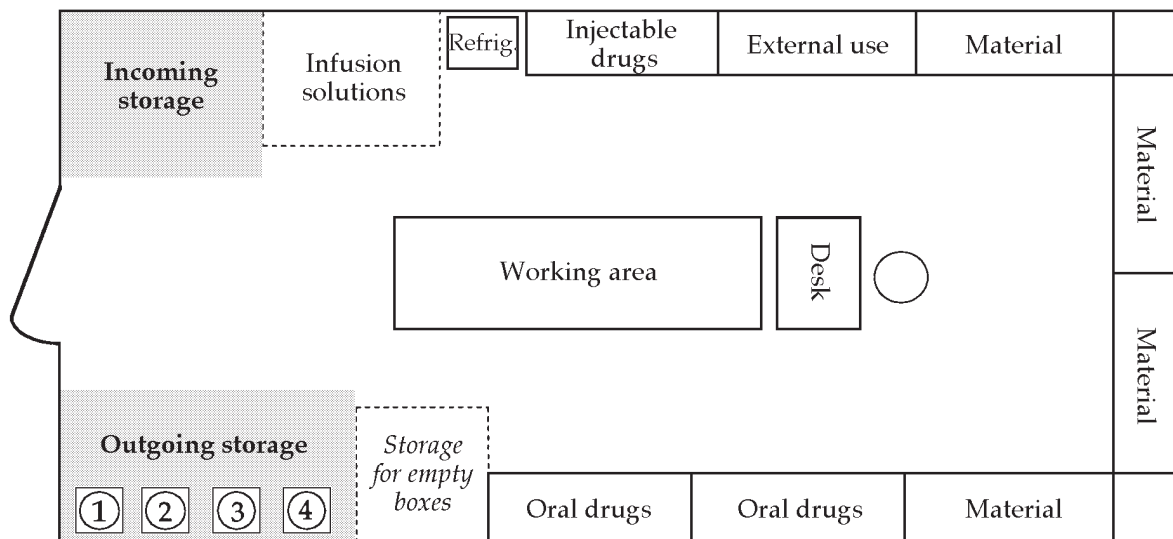 Incoming
storage
Infusion
solutions
Refrig.
Injectable
drugs
External use
Material
Material
Working area
Desk
Material
Outgoing storage
1 2 3 4
Storage
for empty
boxes
Oral drugs
Oral drugs
Material